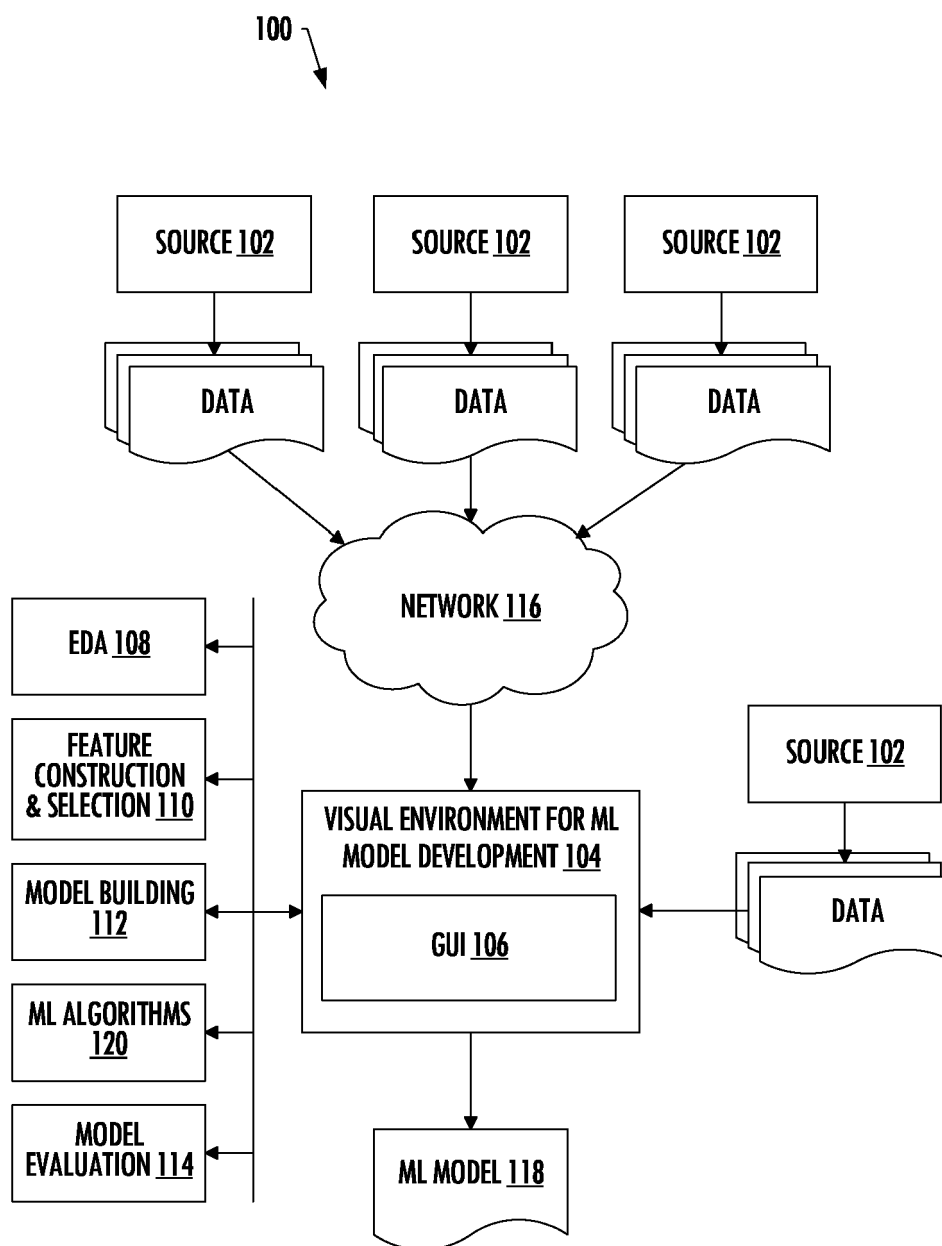 100
SOURCE 102
SOURCE 102
SOURCE 102
DATA
DATA
DATA
NETWORK 116
EDA 108
FEATURE
CONSTRUCTION
& SELECTION 110
MODEL BUILDING
112
ML ALGORITHMS
120
MODEL
EVALUATION 114
VISUAL ENVIRONMENT FOR ML
MODEL DEVELOPMENT 104
GUI 106
SOURCE 102
DATA
ML MODEL 118